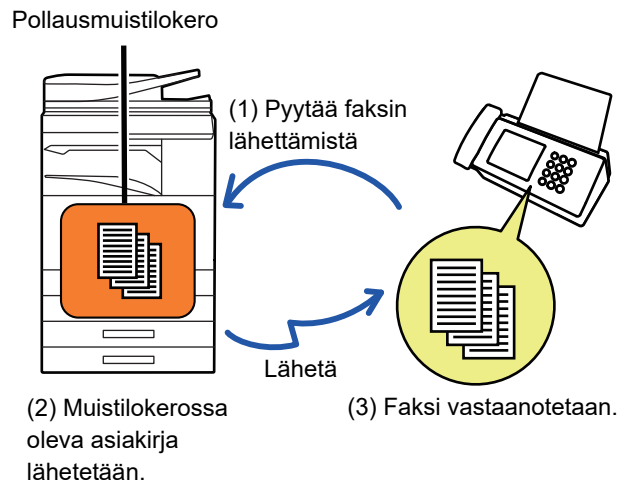 Pollausmuistilokero
(1) Pyytää faksin
lähettämistä
Lähetä
(2) Muistilokerossa
oleva asiakirja
lähetetään.
(3) Faksi vastaanotetaan.